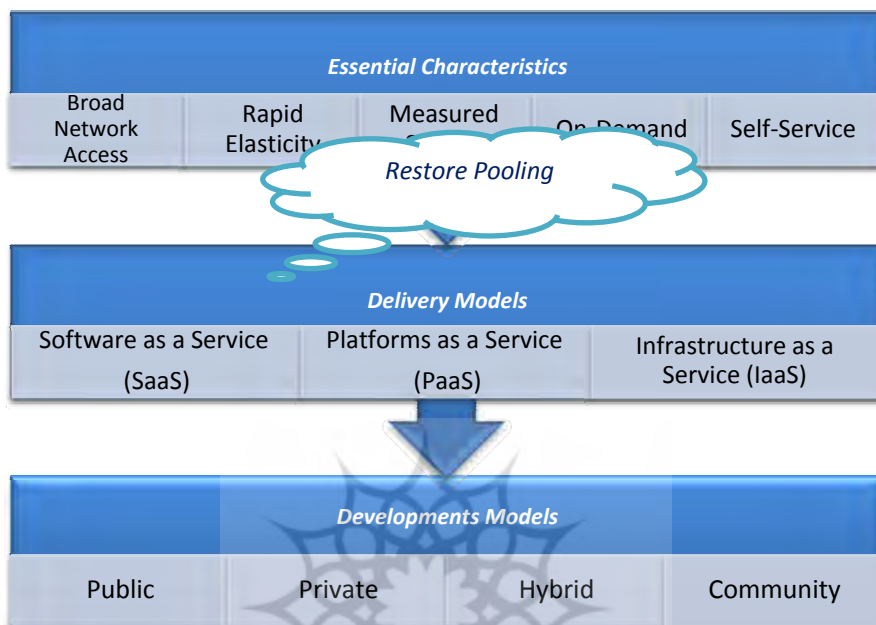 Essential Characteristics
Broad
Network
Access
Rapid
Elasticity
Measured
On-Demand
Self-Service
Restore Pooling
Delivery Models
Software as a Service
(SaaS)
Platforms as a Service
(PaaS)
Infrastructure as a
Service (IaaS)
Developments Models
Public
Private
Hybrid
Community